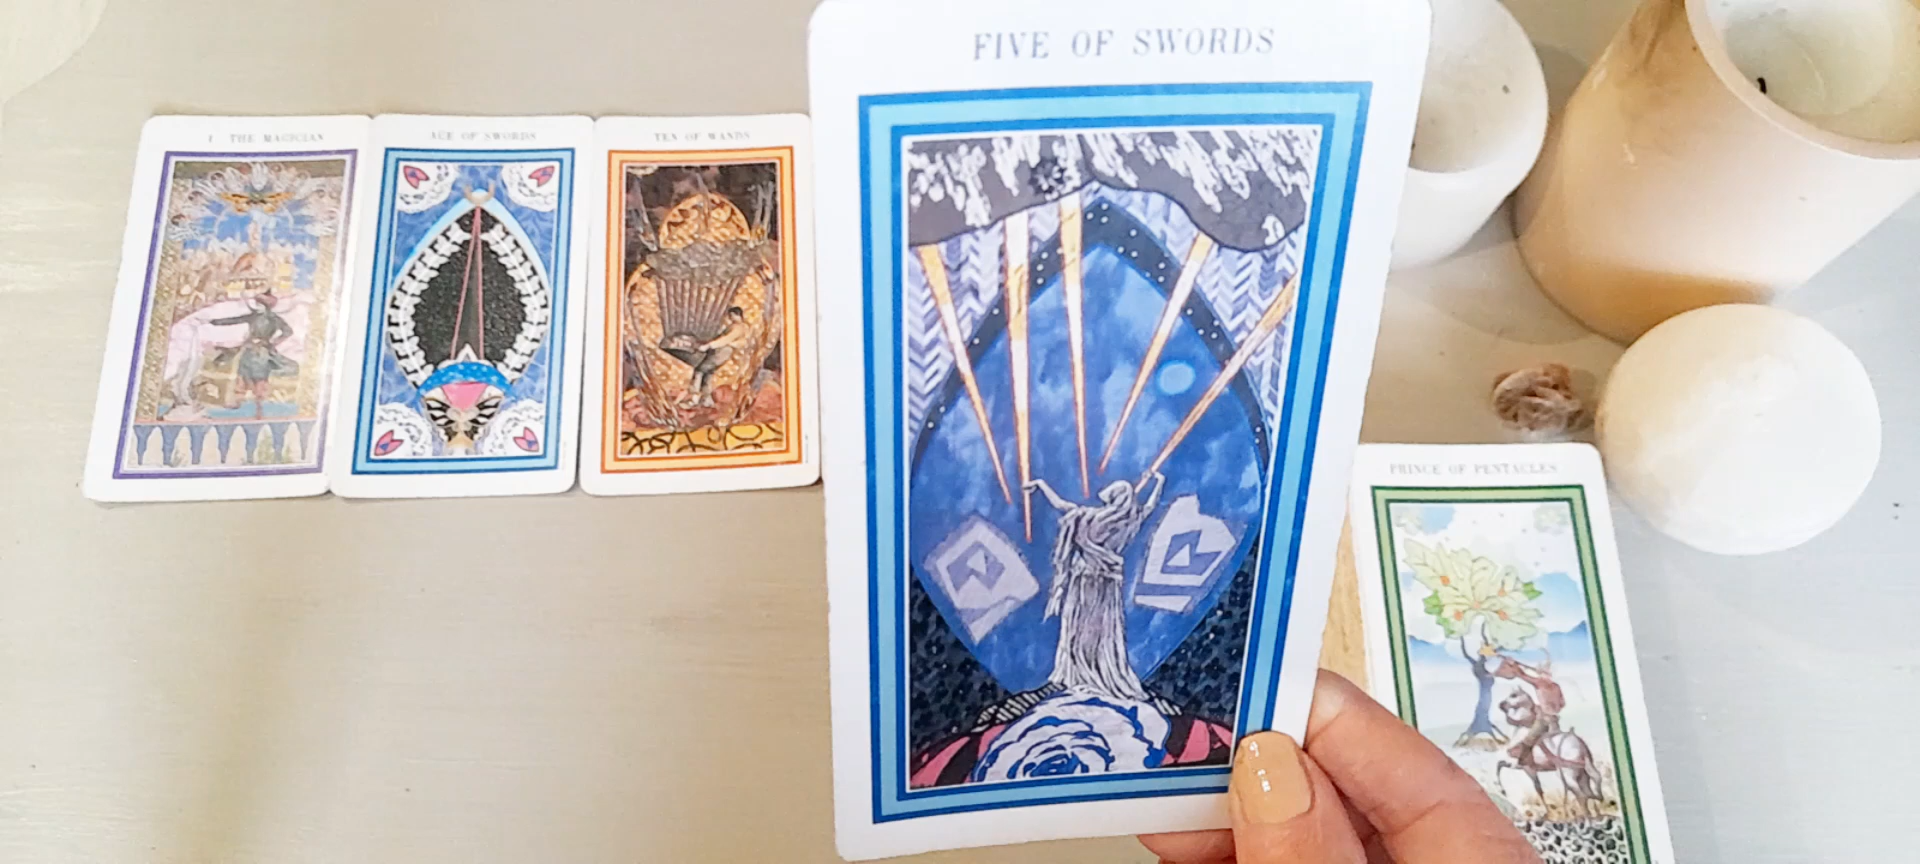 I THE MAGICIAN
ACE OF SWORDS
TEN OF WANDS
FIVE OF SWORDS
PRINCE OF PENTACLES